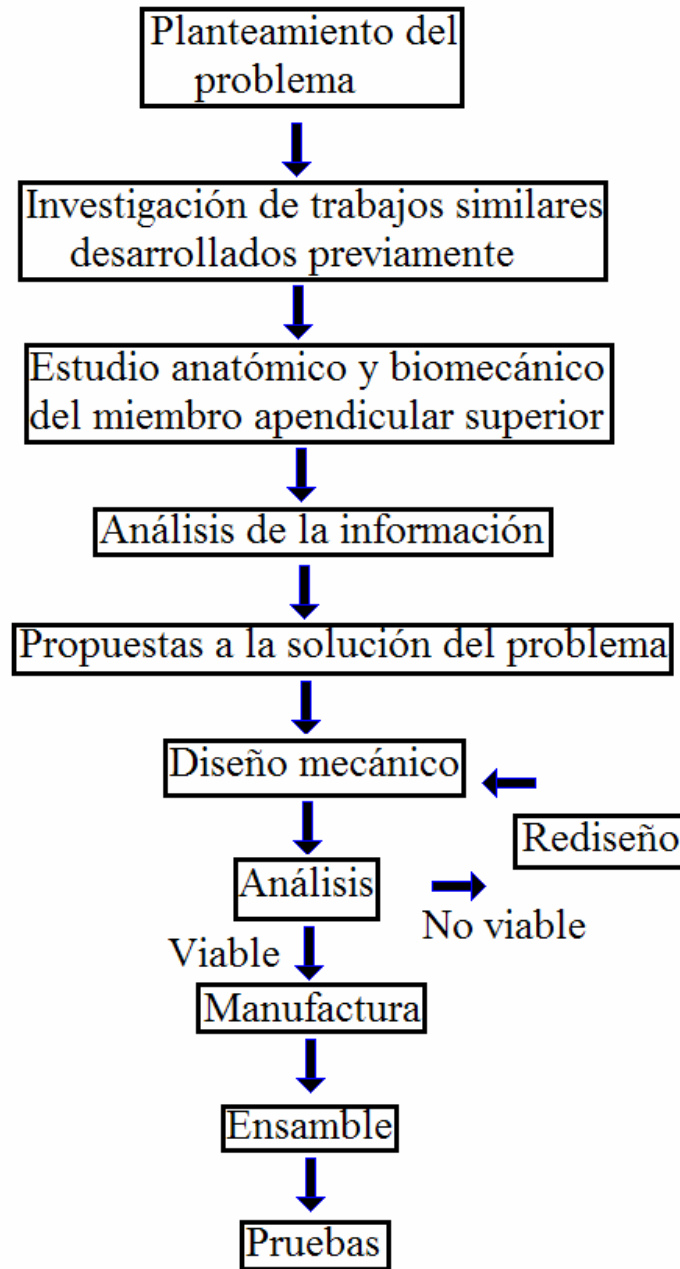 Planteamiento del
problema
Investigación de trabajos similares
desarrollados previamente
Estudio anatómico y biomecánico
del miembro apendicular superior
Análisis de la información
Propuestas a la solución del problema
Diseño mecánico
Rediseño
Análisis
No viable
Viable
Manufactura
Ensamble
Pruebas